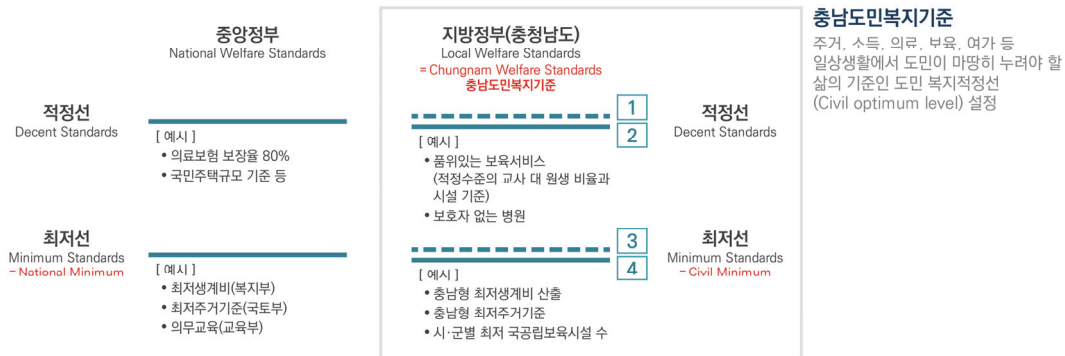 중앙정부
National Welfare Standards
지방정부(충청남도)
Local Welfare Standards
= Chungnam Welfare Standards
충남도민복지기준
충남도민복지기준
주거, 소득, 의료, 보육, 여가 등
일상생활에서 도민이 마땅히 누려야 할
삶의 기준인 도민 복지적정선
(Civil optimum level) 설정
적정선
Decent Standards
[ 예시 ]
• 의료보험 보장율 80%
• 국민주택규모 기준 등
1
2
[ 예시 ]
• 품위있는 보육서비스
(적정수준의 교사 대 원생 비율과
시설 기준)
• 보호자 없는 병원
적정선
Decent Standards
최저선
Minimum Standards
– National Minimum
[ 예시 ]
• 최저생계비(복지부)
• 최저주거기준(국토부)
• 의무교육(교육부)
3
4
[ 예시 ]
• 충남형 최저생계비 산출
• 충남형 최저주거기준
• 시·군별 최저 국공립보육시설 수
최저선
Minimum Standards
– Civil Minimum